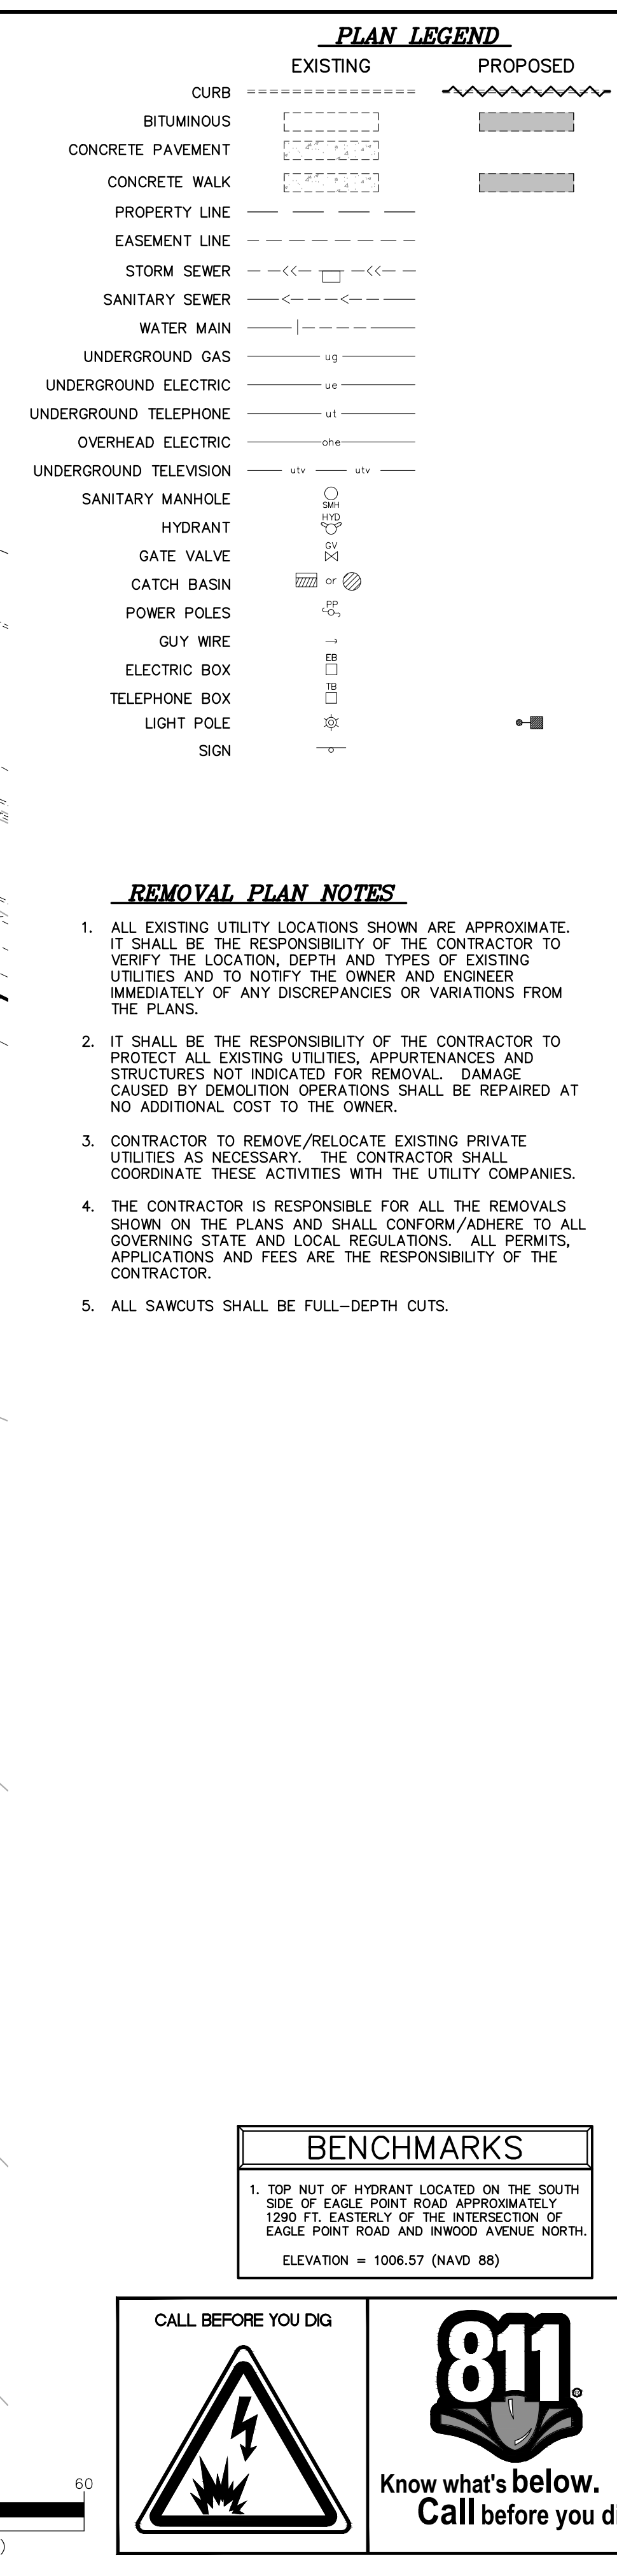 PLAN LEGEND
EXISTING PROPOSED
CURB
BITUMINOUS
CONCRETE PAVEMENT
CONCRETE WALK
PROPERTY LINE
EASEMENT LINE
STORM SEWER
SANITARY SEWER
WATER MAIN
UNDERGROUND GAS ug
UNDERGROUND ELECTRIC ue
UNDERGROUND TELEPHONE ut
OVERHEAD ELECTRIC ohe
UNDERGROUND TELEVISION utv utv
SANITARY MANHOLE SMH
HYDRANT HYD
GATE VALVE GV
CATCH BASIN or
POWER POLES PP
GUY WIRE
ELECTRIC BOX EB
TELEPHONE BOX TB
LIGHT POLE
SIGN
REMOVAL PLAN NOTES
1. ALL EXISTING UTILITY LOCATIONS SHOWN ARE APPROXIMATE.
IT SHALL BE THE RESPONSIBILITY OF THE CONTRACTOR TO
VERIFY THE LOCATION, DEPTH AND TYPES OF EXISTING
UTILITIES AND TO NOTIFY THE OWNER AND ENGINEER
IMMEDIATELY OF ANY DISCREPANCIES OR VARIATIONS FROM
THE PLANS.
2. IT SHALL BE THE RESPONSIBILITY OF THE CONTRACTOR TO
PROTECT ALL EXISTING UTILITIES, APPURTENANCES AND
STRUCTURES NOT INDICATED FOR REMOVAL. DAMAGE
CAUSED BY DEMOLITION OPERATIONS SHALL BE REPAIRED AT
NO ADDITIONAL COST TO THE OWNER.
3. CONTRACTOR TO REMOVE/RELOCATE EXISTING PRIVATE
UTILITIES AS NECESSARY. THE CONTRACTOR SHALL
COORDINATE THESE ACTIVITIES WITH THE UTILITY COMPANIES.
4. THE CONTRACTOR IS RESPONSIBLE FOR ALL THE REMOVALS
SHOWN ON THE PLANS AND SHALL CONFORM/ADHERE TO ALL
GOVERNING STATE AND LOCAL REGULATIONS. ALL PERMITS,
APPLICATIONS AND FEES ARE THE RESPONSIBILITY OF THE
CONTRACTOR.
5. ALL SAWCUTS SHALL BE FULL-DEPTH CUTS.
BENCHMARKS
1. TOP NUT OF HYDRANT LOCATED ON THE SOUTH
SIDE OF EAGLE POINT ROAD APPROXIMATELY
1290 FT. EASTERLY OF THE INTERSECTION OF
EAGLE POINT ROAD AND INWOOD AVENUE NORTH.
ELEVATION = 1006.57 (NAVD 88)
CALL BEFORE YOU DIG
811
Know what's below.
Call before you di
60
)